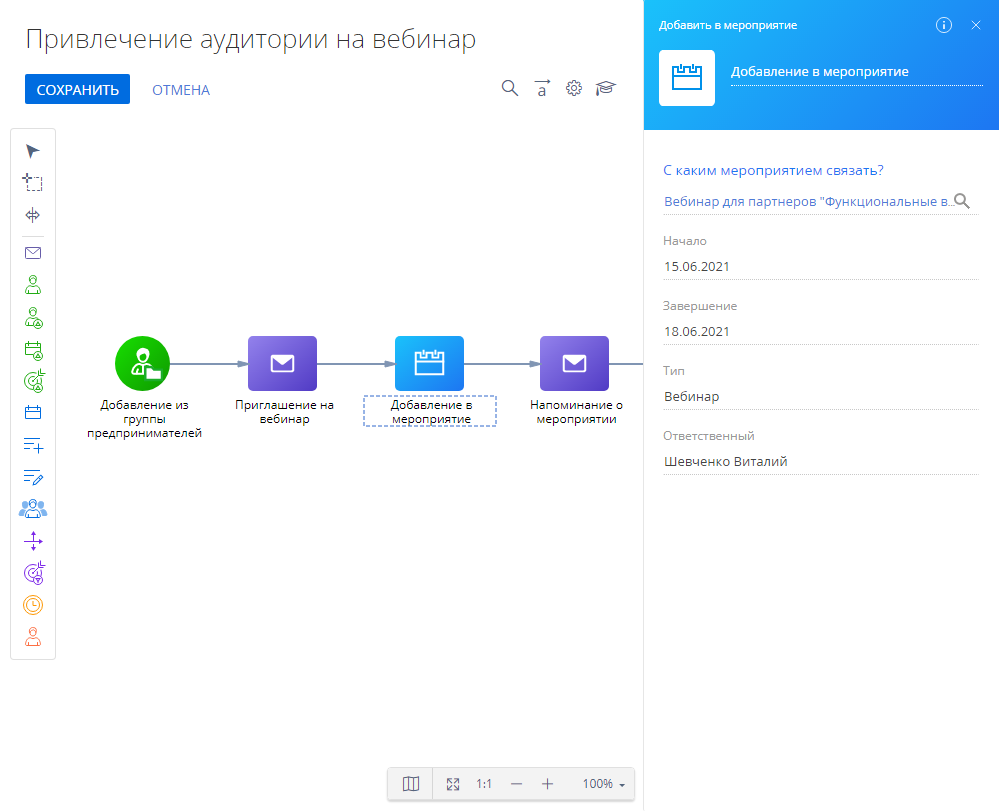 Привлечение аудитории на вебинар
СОХРАНИТЬ
ОТМЕНА
a
Добавление из
группы
предпринимателей
Приглашение на
вебинар
Добавление в
мероприятие
Напоминание о
мероприятии
1:1
100%
Добавить в мероприятие
Добавление в мероприятие
С каким мероприятием связать?
Вебинар для партнеров "Функциональные в...
Начало
15.06.2021
Завершение
18.06.2021
Тип
Вебинар
Ответственный
Шевченко Виталий